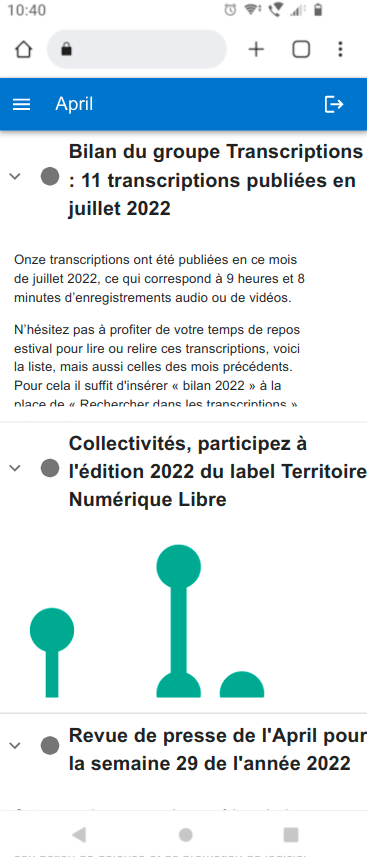 10:40
April
Bilan du groupe Transcriptions
: 11 transcriptions publiées en
juillet 2022
Onze transcriptions ont été publiées en ce mois
de juillet 2022, ce qui correspond à 9 heures et 8
minutes d'enregistrements audio ou de vidéos.
N'hésitez pas à profiter de votre temps de repos
estival pour lire ou relire ces transcriptions, voici
la liste, mais aussi celles des mois précédents.
Pour cela il suffit d'insérer « bilan 2022 » à la
place de « Rechercher dans les transcriptions »
Collectivités, participez à
l'édition 2022 du label Territoire
Numérique Libre
Revue de presse de l'April pour
la semaine 29 de l'année 2022